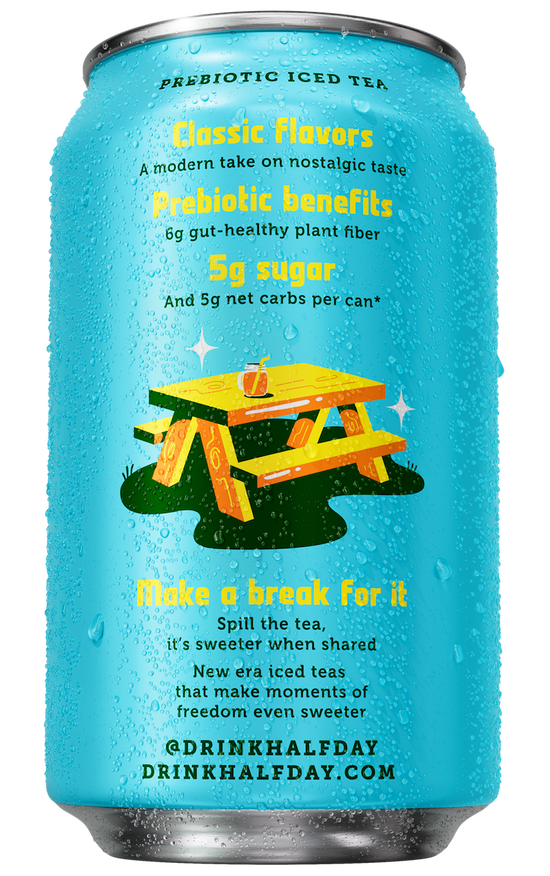 PREBIOTIC ICED TEA
Classic flavors
A modern take on nostalgic taste
Prebiotic benefits
6g gut-healthy plant fiber
5g sugar
And 5g net carbs per can*
Make a break for it
Spill the tea,
it's sweeter when shared
New era iced teas
that make moments of
freedom even sweeter
@DRINKHALFDAY
DRINKHALFDAY.COM